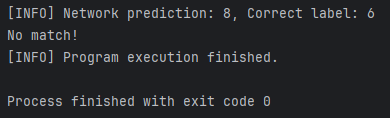 [INFO] Network prediction: 8, Correct label: 6
No match!
[INFO] Program execution finished.
Process finished with exit code 0